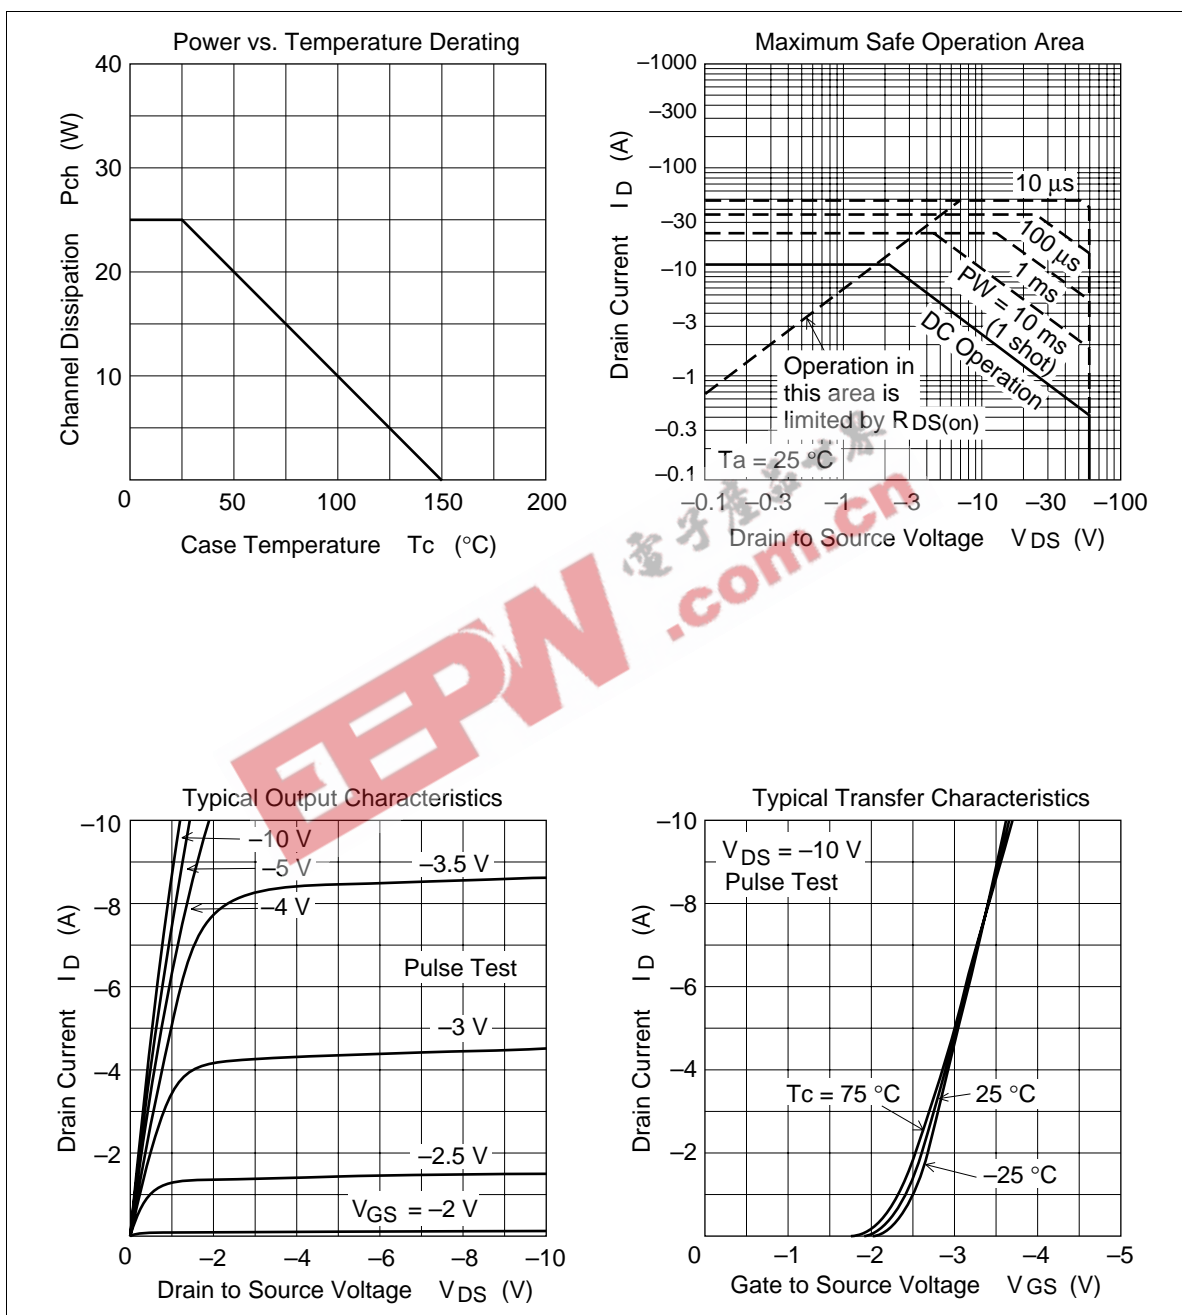 Power vs. Temperature Derating
40
30
20
10
Channel Dissipation Pch (W)
0 50 100 150 200
Case Temperature Tc (°C)
Maximum Safe Operation Area
–1000
–300
–100
–30
–10
–3
–1
–0.3
–0.1
Drain Current I D (A)
10 µs
100 µs
1 ms
PW = 10 ms
(1 shot)
DC Operation
Operation in
this area is
limited by R DS(on)
Ta = 25 °C
–0.1 –0.3 –1 –3 –10 –30 –100
Drain to Source Voltage V DS (V)
電子產品世界
EEPW
.com.cn
Typical Output Characteristics
–10
–8
–6
–4
–2
0
Drain Current I D (A)
–10 V
–5 V
–4 V
–3.5 V
Pulse Test
–3 V
–2.5 V
VGS = –2 V
–2 –4 –6 –8 –10
Drain to Source Voltage V DS (V)
Typical Transfer Characteristics
–10
–8
–6
–4
–2
0
Drain Current I D (A)
V DS = –10 V
Pulse Test
Tc = 75 °C
25 °C
–25 °C
–1 –2 –3 –4 –5
Gate to Source Voltage V GS (V)